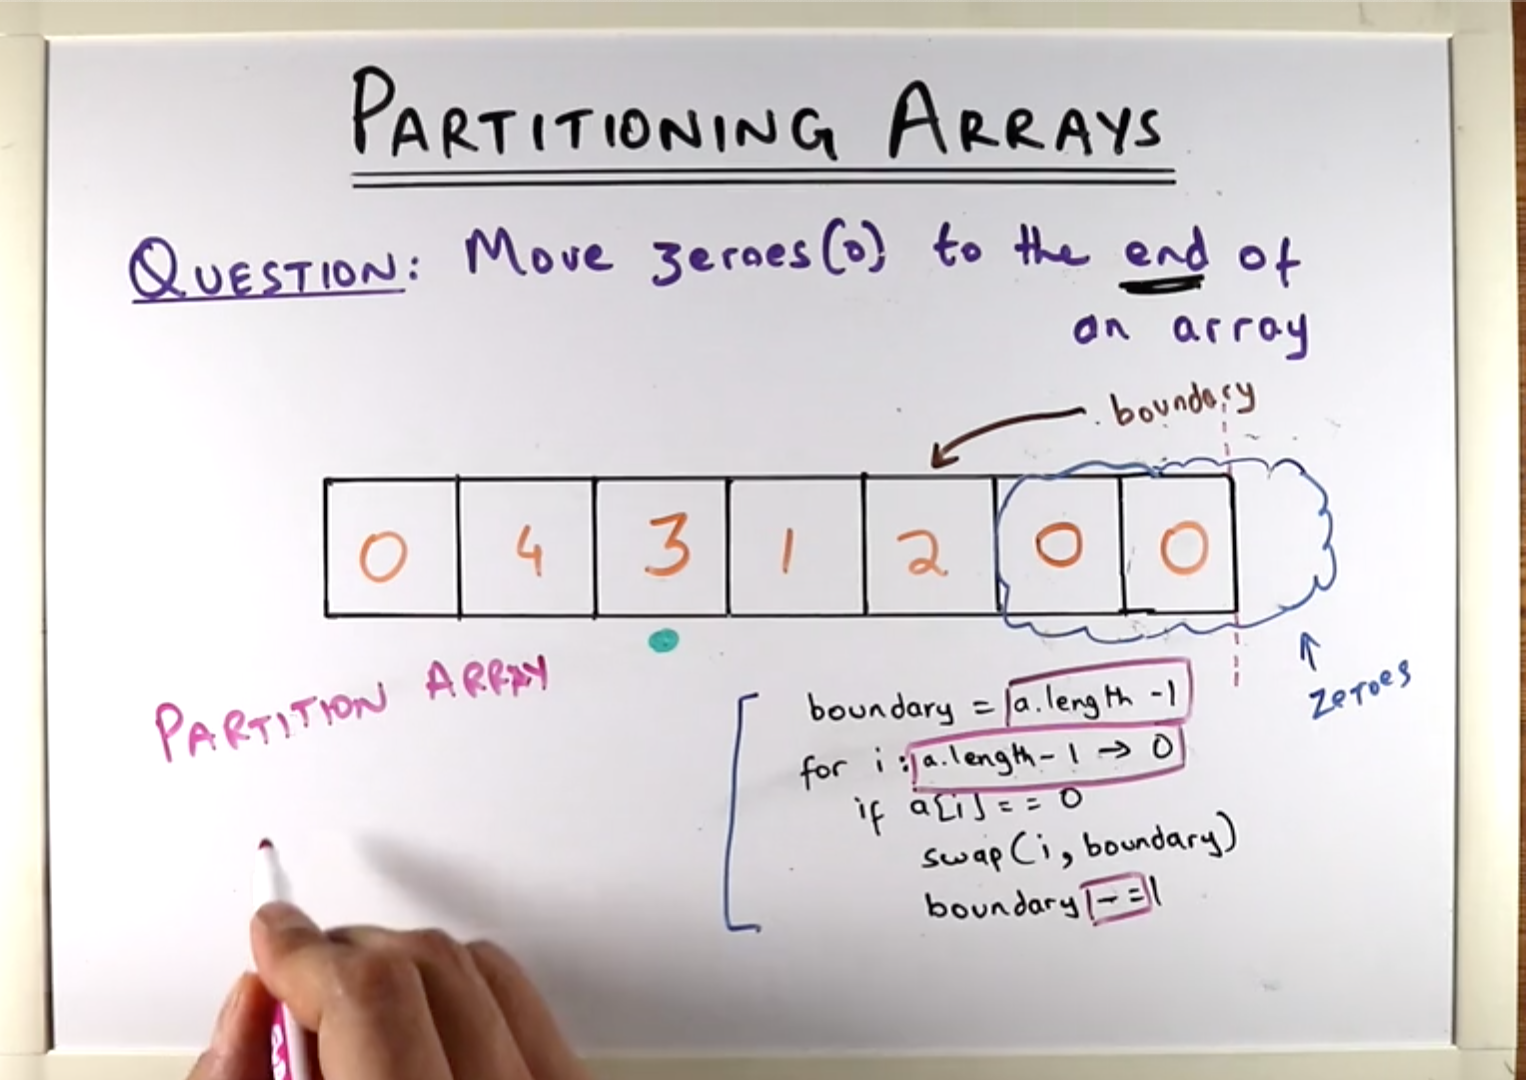 PARTITIONING ARRAYS
QUESTION: Move zeroes(0) to the end of
an array
boundary
0 4 3 1 2 0 0
zeroes
PARTITION ARRAY
boundary = a.length -1
for i : a.length - 1 → 0
if a[i] == 0
swap(i, boundary)
boundary -= 1